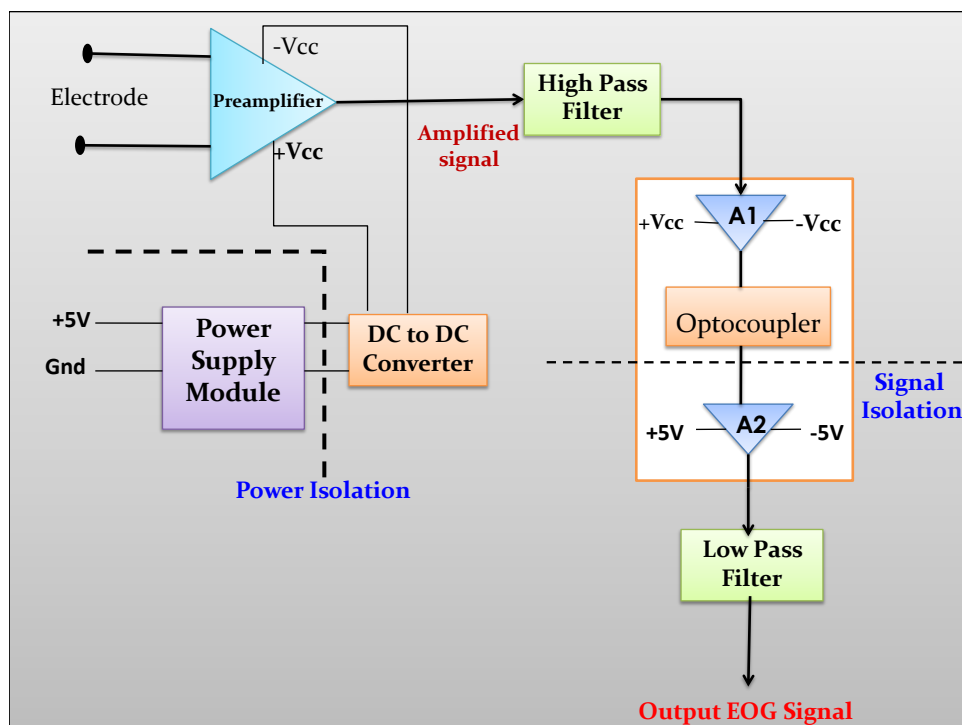 -Vcc
Electrode
Preamplifier
+Vcc
High Pass
Filter
Amplified
signal
A1
+Vcc
-Vcc
Optocoupler
Signal
Isolation
A2
+5V
-5V
+5V
Gnd
Power
Supply
Module
DC to DC
Converter
Power Isolation
Low Pass
Filter
Output EOG Signal